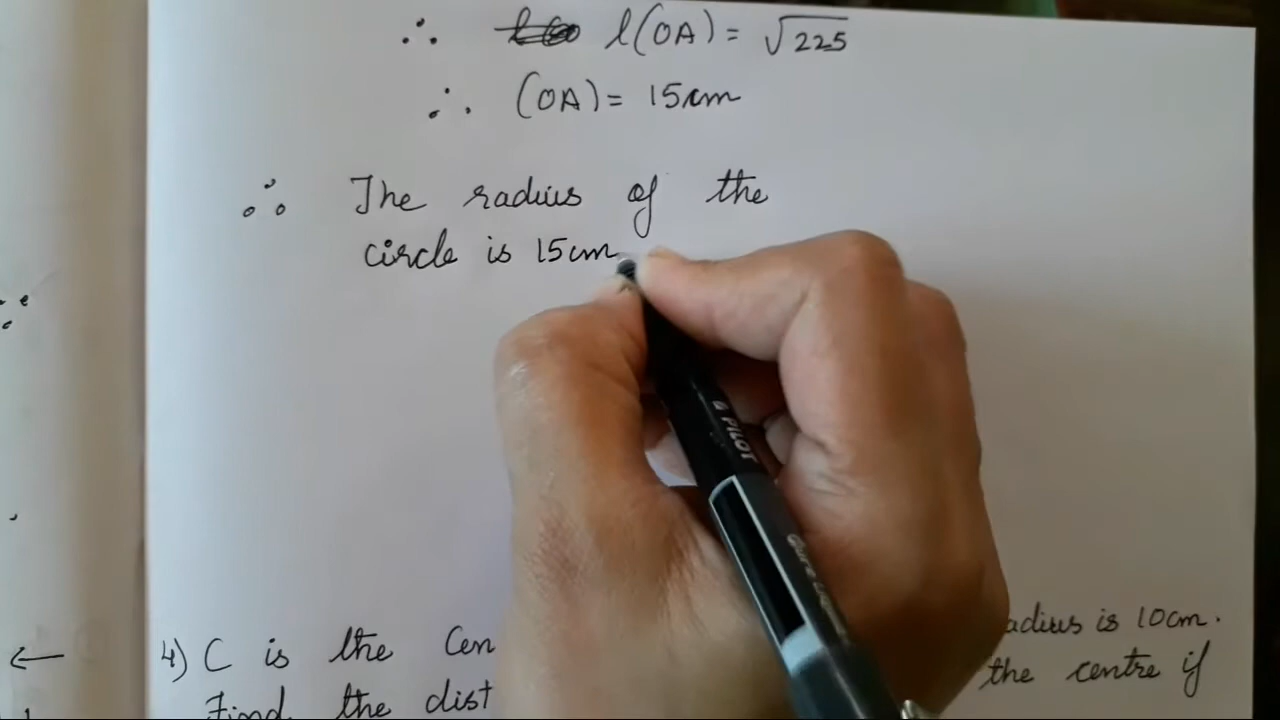 ∴ l(OA) = √225
∴ (OA) = 15cm
∴ The radius of the
circle is 15cm
PILOT
← 4) C is the Cen adius is 10cm.
Find the dist the centre if